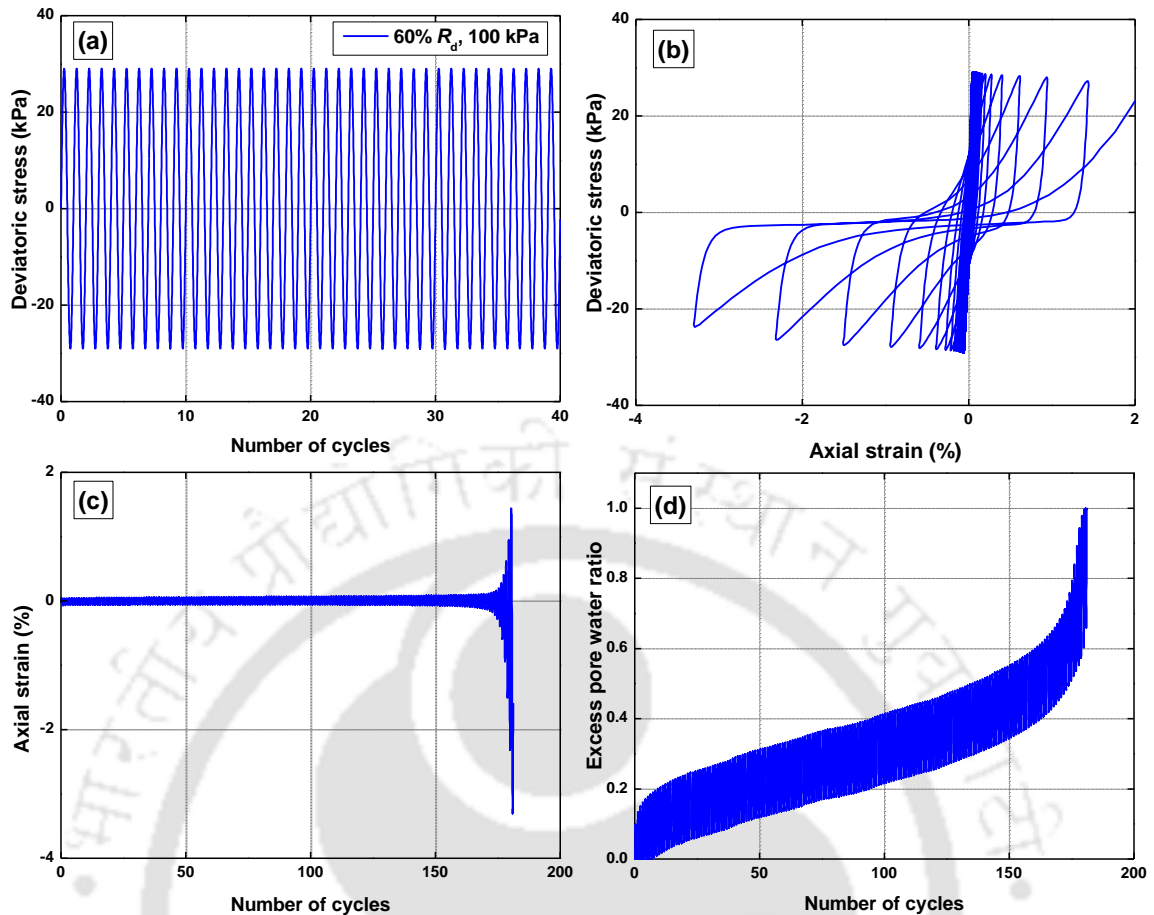 (a)
60% Rd, 100 kPa
Deviatoric stress (kPa)
40
20
0
-20
-40
0 10 20 30 40
Number of cycles
(b)
Deviatoric stress (kPa)
40
20
0
-20
-40
-4 -2 0 2
Axial strain (%)
(c)
Axial strain (%)
2
0
-2
-4
0 50 100 150 200
Number of cycles
(d)
Excess pore water ratio
1.0
0.8
0.6
0.4
0.2
0.0
0 50 100 150 200
Number of cycles
भारतीय प्रौद्योगिकी संस्थान गुवाहाटी